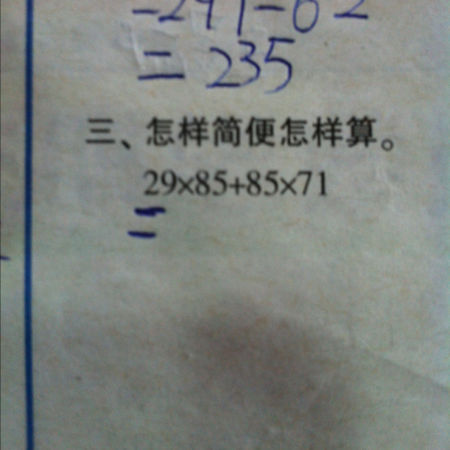 = 235
三、怎样简便怎样算。
29×85+85×71
=